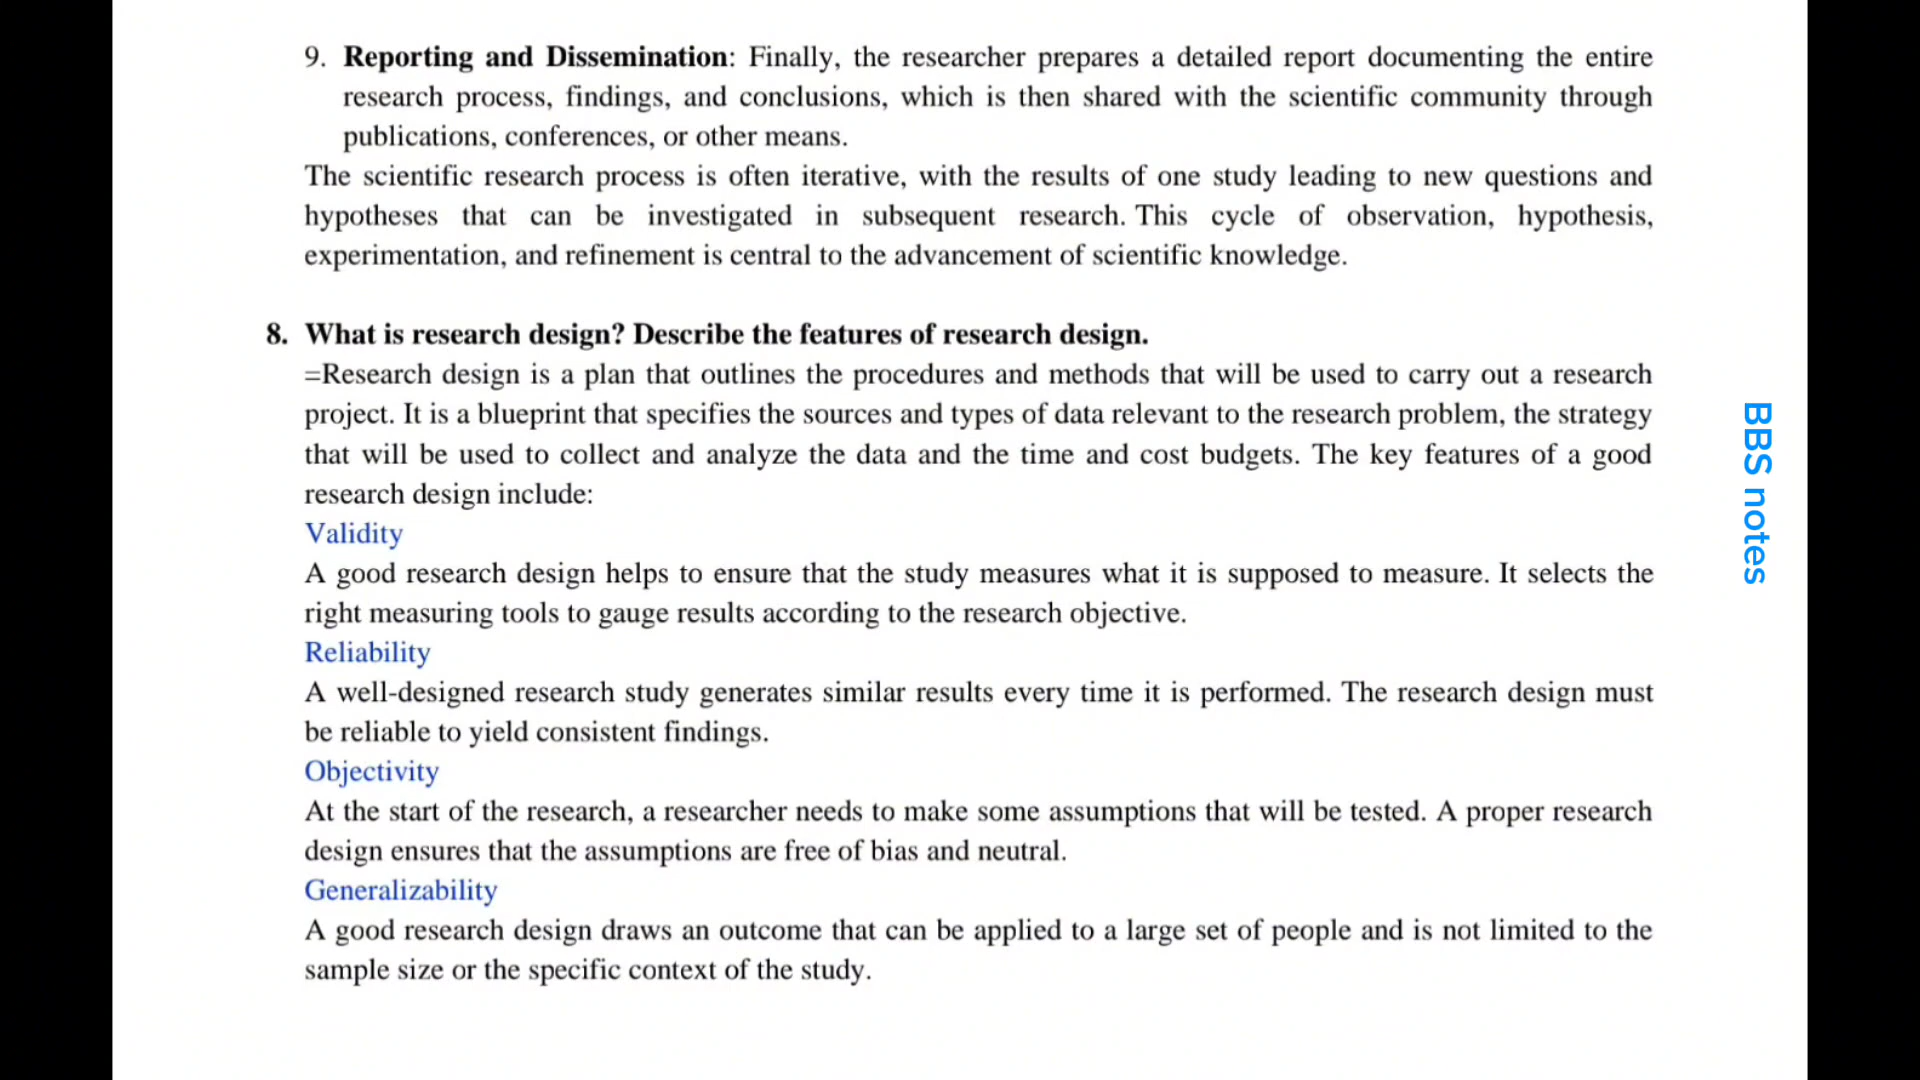 9. Reporting and Dissemination: Finally, the researcher prepares a detailed report documenting the entire
research process, findings, and conclusions, which is then shared with the scientific community through
publications, conferences, or other means.
The scientific research process is often iterative, with the results of one study leading to new questions and
hypotheses that can be investigated in subsequent research. This cycle of observation, hypothesis,
experimentation, and refinement is central to the advancement of scientific knowledge.
8. What is research design? Describe the features of research design.
=Research design is a plan that outlines the procedures and methods that will be used to carry out a research
project. It is a blueprint that specifies the sources and types of data relevant to the research problem, the strategy
that will be used to collect and analyze the data and the time and cost budgets. The key features of a good
research design include:
Validity
A good research design helps to ensure that the study measures what it is supposed to measure. It selects the
right measuring tools to gauge results according to the research objective.
Reliability
A well-designed research study generates similar results every time it is performed. The research design must
be reliable to yield consistent findings.
Objectivity
At the start of the research, a researcher needs to make some assumptions that will be tested. A proper research
design ensures that the assumptions are free of bias and neutral.
Generalizability
A good research design draws an outcome that can be applied to a large set of people and is not limited to the
sample size or the specific context of the study.
BBS notes